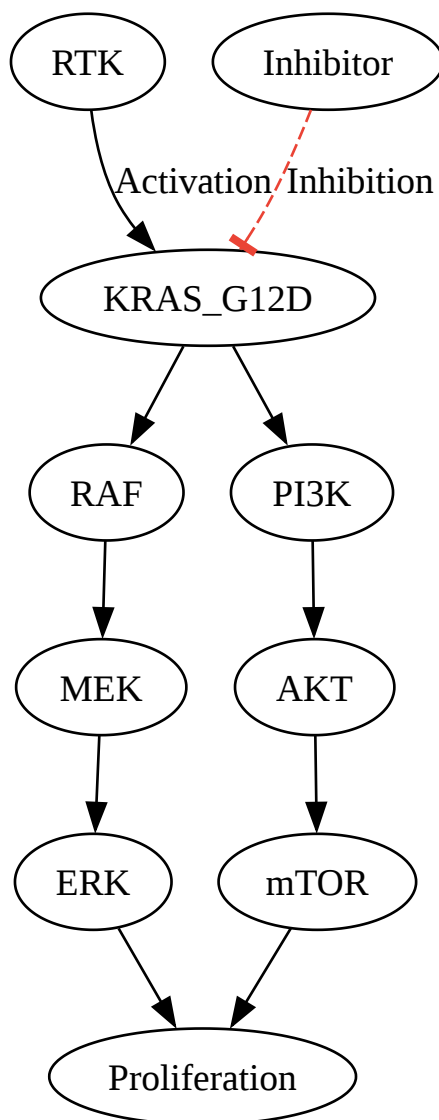 RTK
Inhibitor
Activation
Inhibition
KRAS_G12D
RAF
PI3K
MEK
AKT
ERK
mTOR
Proliferation